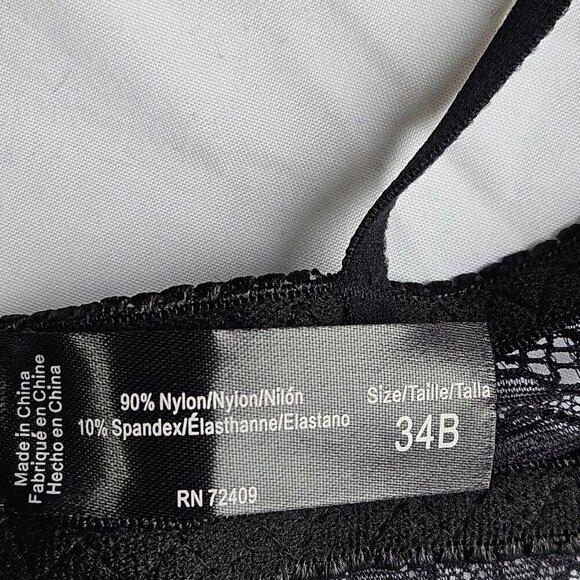 Made in China
Fabriqué en Chine
Hecho en China
90% Nylon/Nylon/Nilón
10% Spandex/Élasthanne/Elastano
RN 72409
Size/Taille/Talla
34B